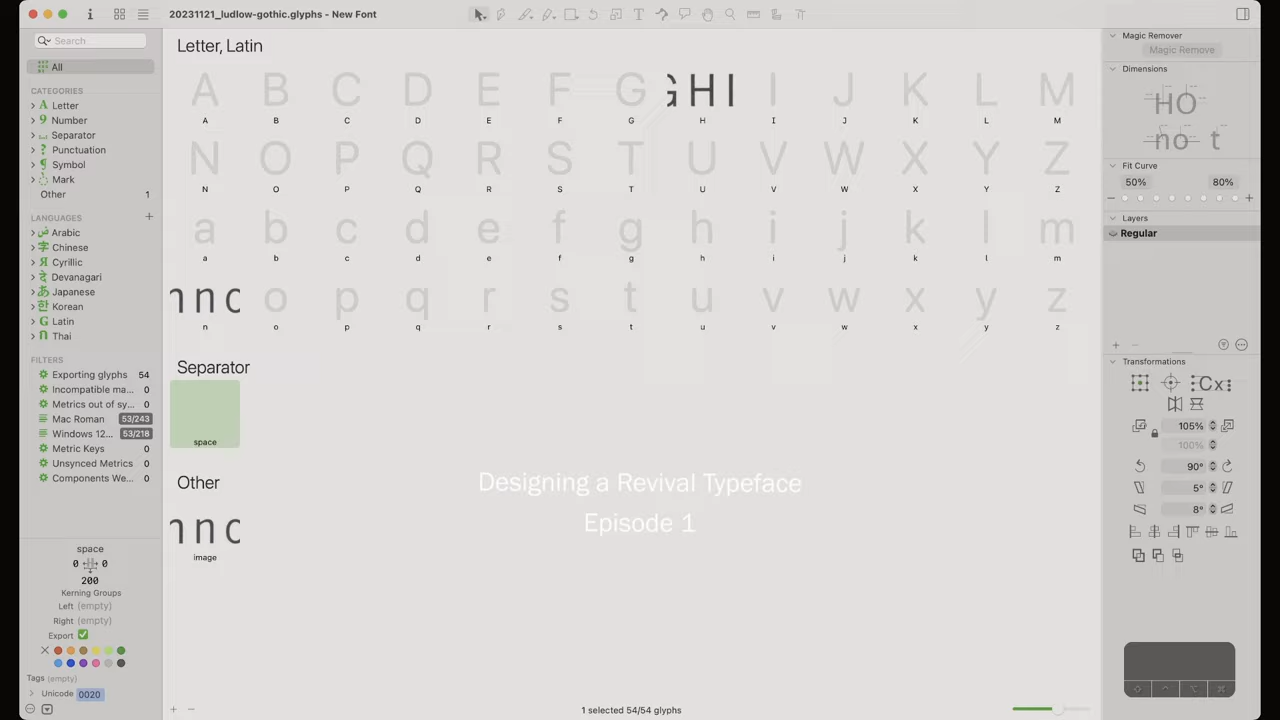 20231121_ludlow-gothic.glyphs - New Font
Search...
All
CATEGORIES
Letter
Number
Separator
Punctuation
Symbol
Mark
Other 1
LANGUAGES
Arabic
Chinese
Cyrillic
Devanagari
Japanese
Korean
Latin
Thai
FILTERS
Exporting glyphs 54
Incompatible ma... 0
Metrics out of sy... 0
Mac Roman 53/243
Windows 12... 53/218
Metric Keys 0
Unsynced Metrics 0
Components We... 0
space
0 0
200
Kerning Groups
Left (empty)
Right (empty)
Export
Tags (empty)
Unicode 0020
Letter, Latin
A B C D E F G GHI I J K L M
A B C D E F G H I J K L M
N O P Q R S T U V W X Y Z
N O P Q R S T U V W X Y Z
a b c d e f g h i j k l m
a b c d e f g h i j k l m
nno o p q r s t u v w x y z
n o p q r s t u v w x y z
Separator
space
Other
nno
image
Designing a Revival Typeface
Episode 1
1 selected 54/54 glyphs
Magic Remover
Magic Remove
Dimensions
HO
no t
Fit Curve
50% 80%
Layers
Regular
Transformations
Cx
105%
100%
90°
5°
8°